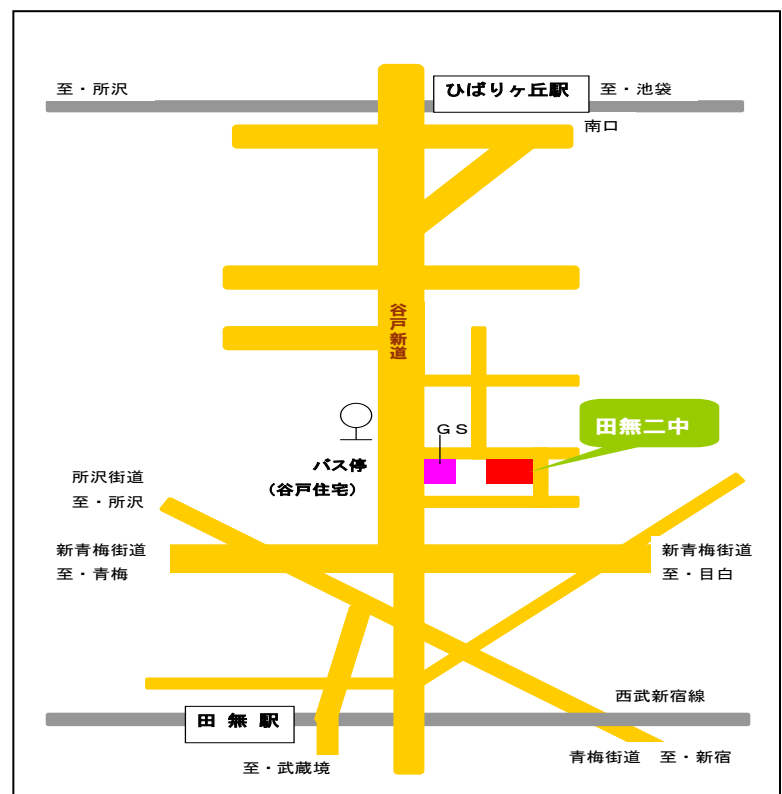 至・所沢
ひばりヶ丘駅
至・池袋
南口
谷戸新道
GS
田無二中
バス停
(谷戸住宅)
所沢街道
至・所沢
新青梅街道
至・青梅
新青梅街道
至・目白
西武新宿線
田無駅
青梅街道 至・新宿
至・武蔵境